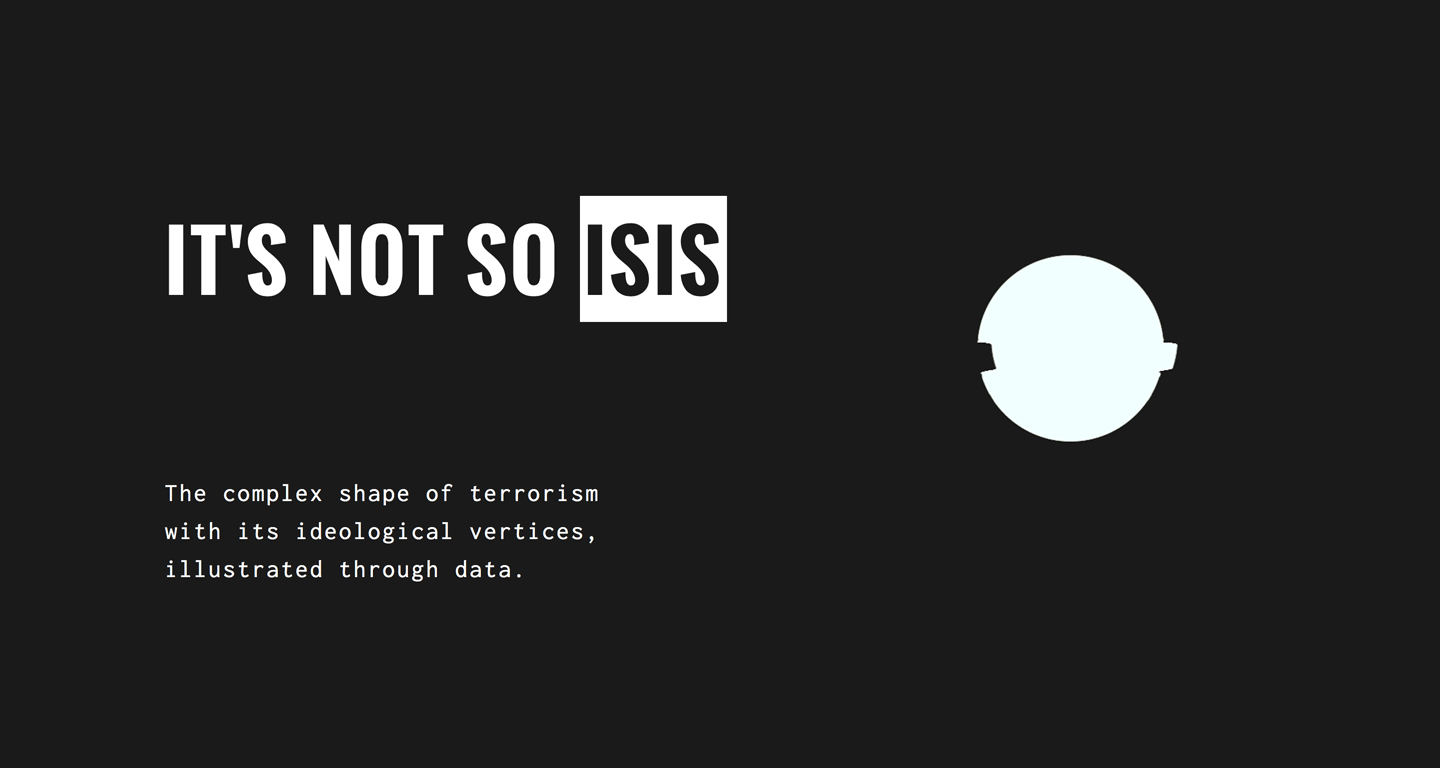 IT'S NOT SO ISIS
The complex shape of terrorism
with its ideological vertices,
illustrated through data.